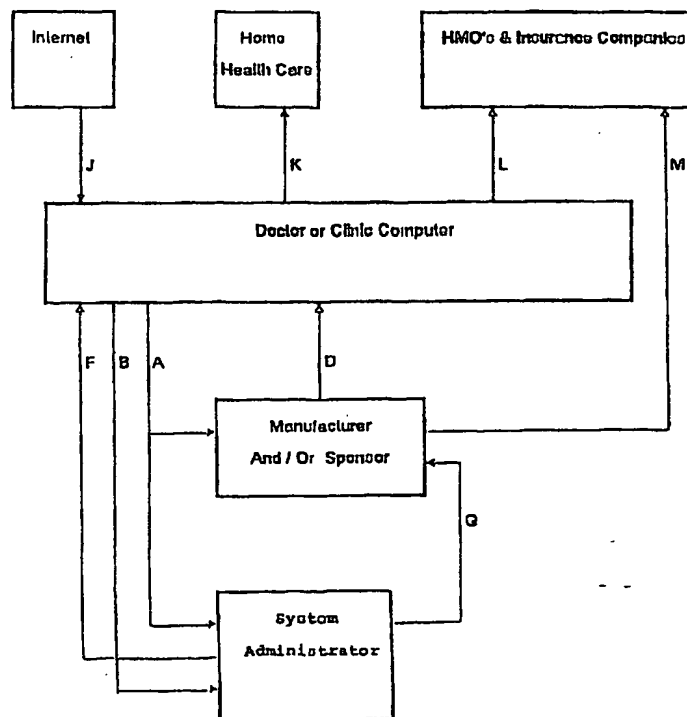 Internet
Home
Health Care
HMO's & Insurance Companies
J
K
L
M
Doctor or Clinic Computer
F
B
A
D
Manufacturer
And / Or Sponsor
G
System
Administrator